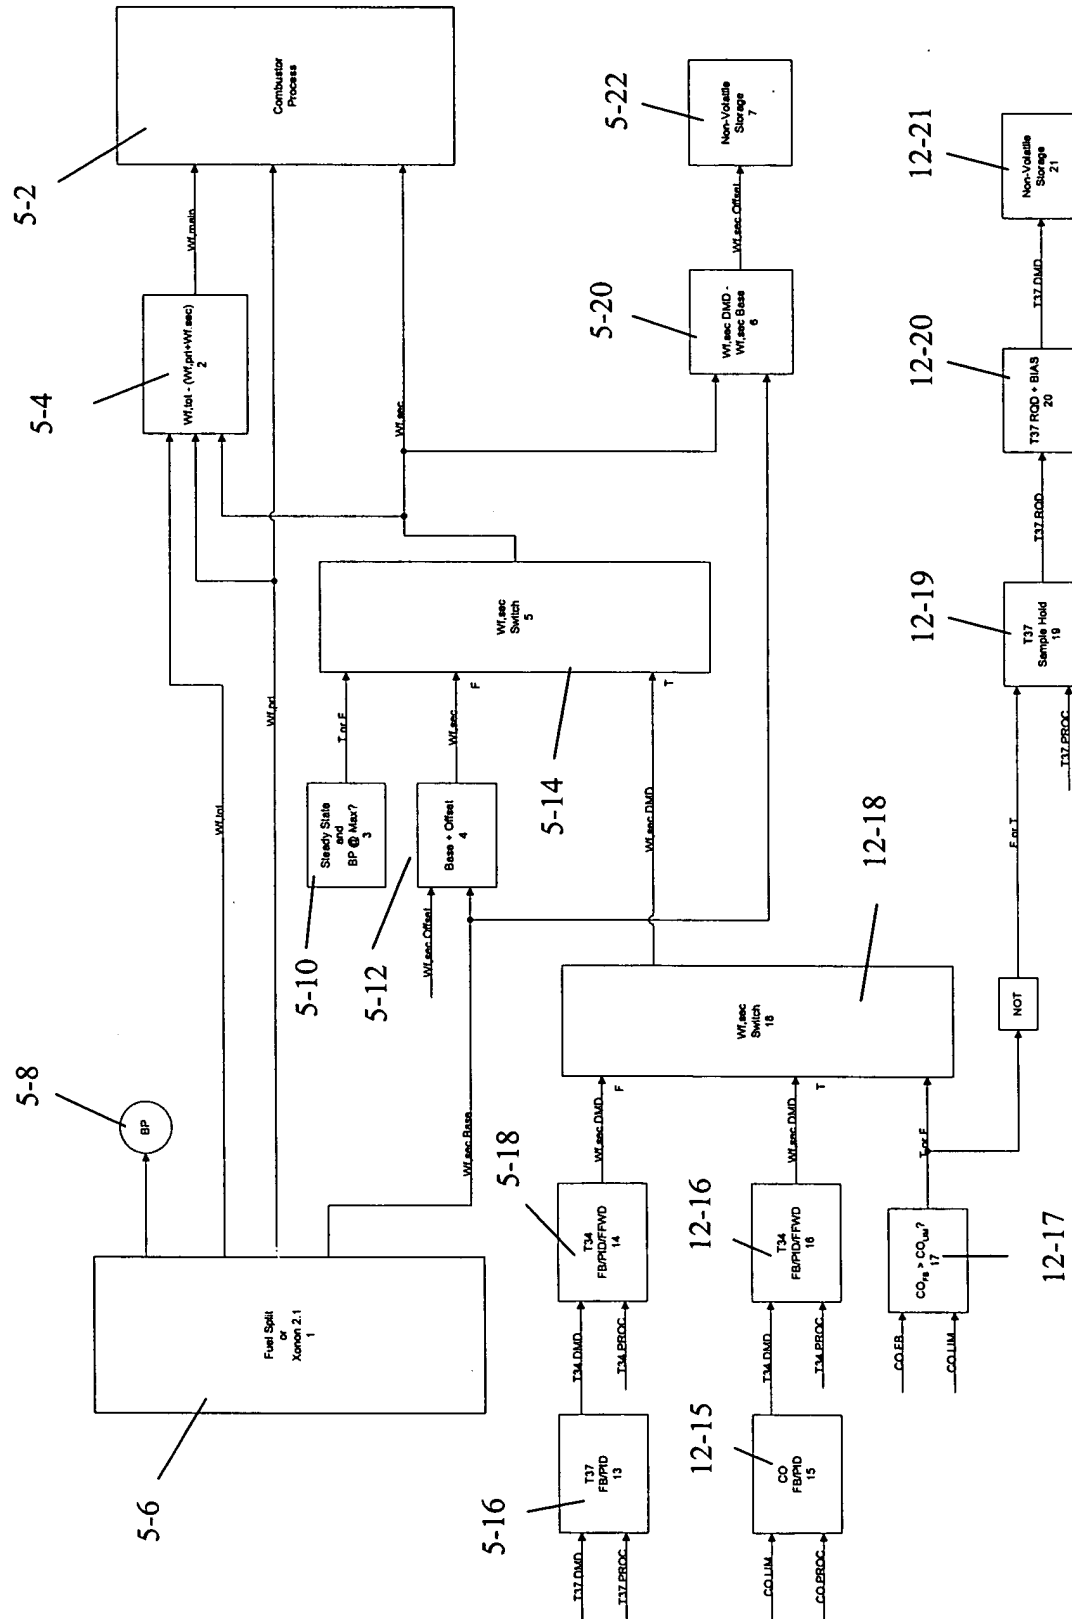 5-8
BP
5-6
Fuel Split
or
Xonon 2.1
1
Wf,tot
Wf,pri
Wf,sec Base
5-4
Wf,tot - (Wf,pri+Wf,sec)
2
Wf,main
5-2
Combustor
Process
5-10
Steady State
and
BP @ Max?
3
T or F
5-12
Wf,sec Offset
Base + Offset
4
Wf,sec
F
5-14
Wf,sec
Switch
5
T
Wf,sec DMD
Wf,sec
5-20
Wf,sec DMD -
Wf,sec Base
6
Wf,sec Offset
5-22
Non-Volatile
Storage
7
5-16
T37.DMD
T37.PROC
T37
FB/PID
13
T34.DMD
T34.PROC
5-18
T34
FB/PID/FFWD
14
Wf,sec DMD
F
12-15
CO.LIM
CO.PROC
CO
FB/PID
15
T34.DMD
T34.PROC
12-16
T34
FB/PID/FFWD
16
Wf,sec DMD
T
12-18
Wf,sec
Switch
18
12-17
CO.FB
CO.LIM
CO_FB > CO_LIM?
17
T or F
NOT
F or T
T37.PROC
12-19
T37
Sample Hold
19
T37.RQD
12-20
T37 RQD + BIAS
20
T37.DMD
12-21
Non-Volatile
Storage
21